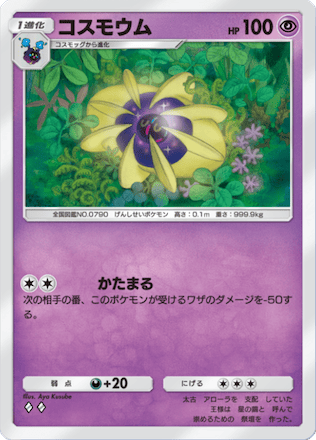 1進化
コスモウム
HP 100
コスモッグから進化
全国図鑑NO.0790 げんしせいポケモン 高さ:0.1m 重さ:999.9kg
かたまる
次の相手の番、このポケモンが受けるワザのダメージを-50する。
弱点 +20 にげる
Illus. Aya Kusube
太古 アローラを 支配 していた
王様は 星の繭と 呼んで
崇めるための 祭壇を 作った。